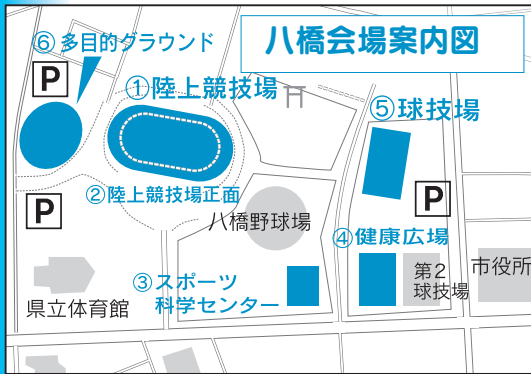 八橋会場案内図
⑥多目的グラウンド
P
①陸上競技場
⑤球技場
②陸上競技場正面
P
P
八橋野球場
④健康広場
③スポーツ
科学センター
第2
球技場
市役所
県立体育館